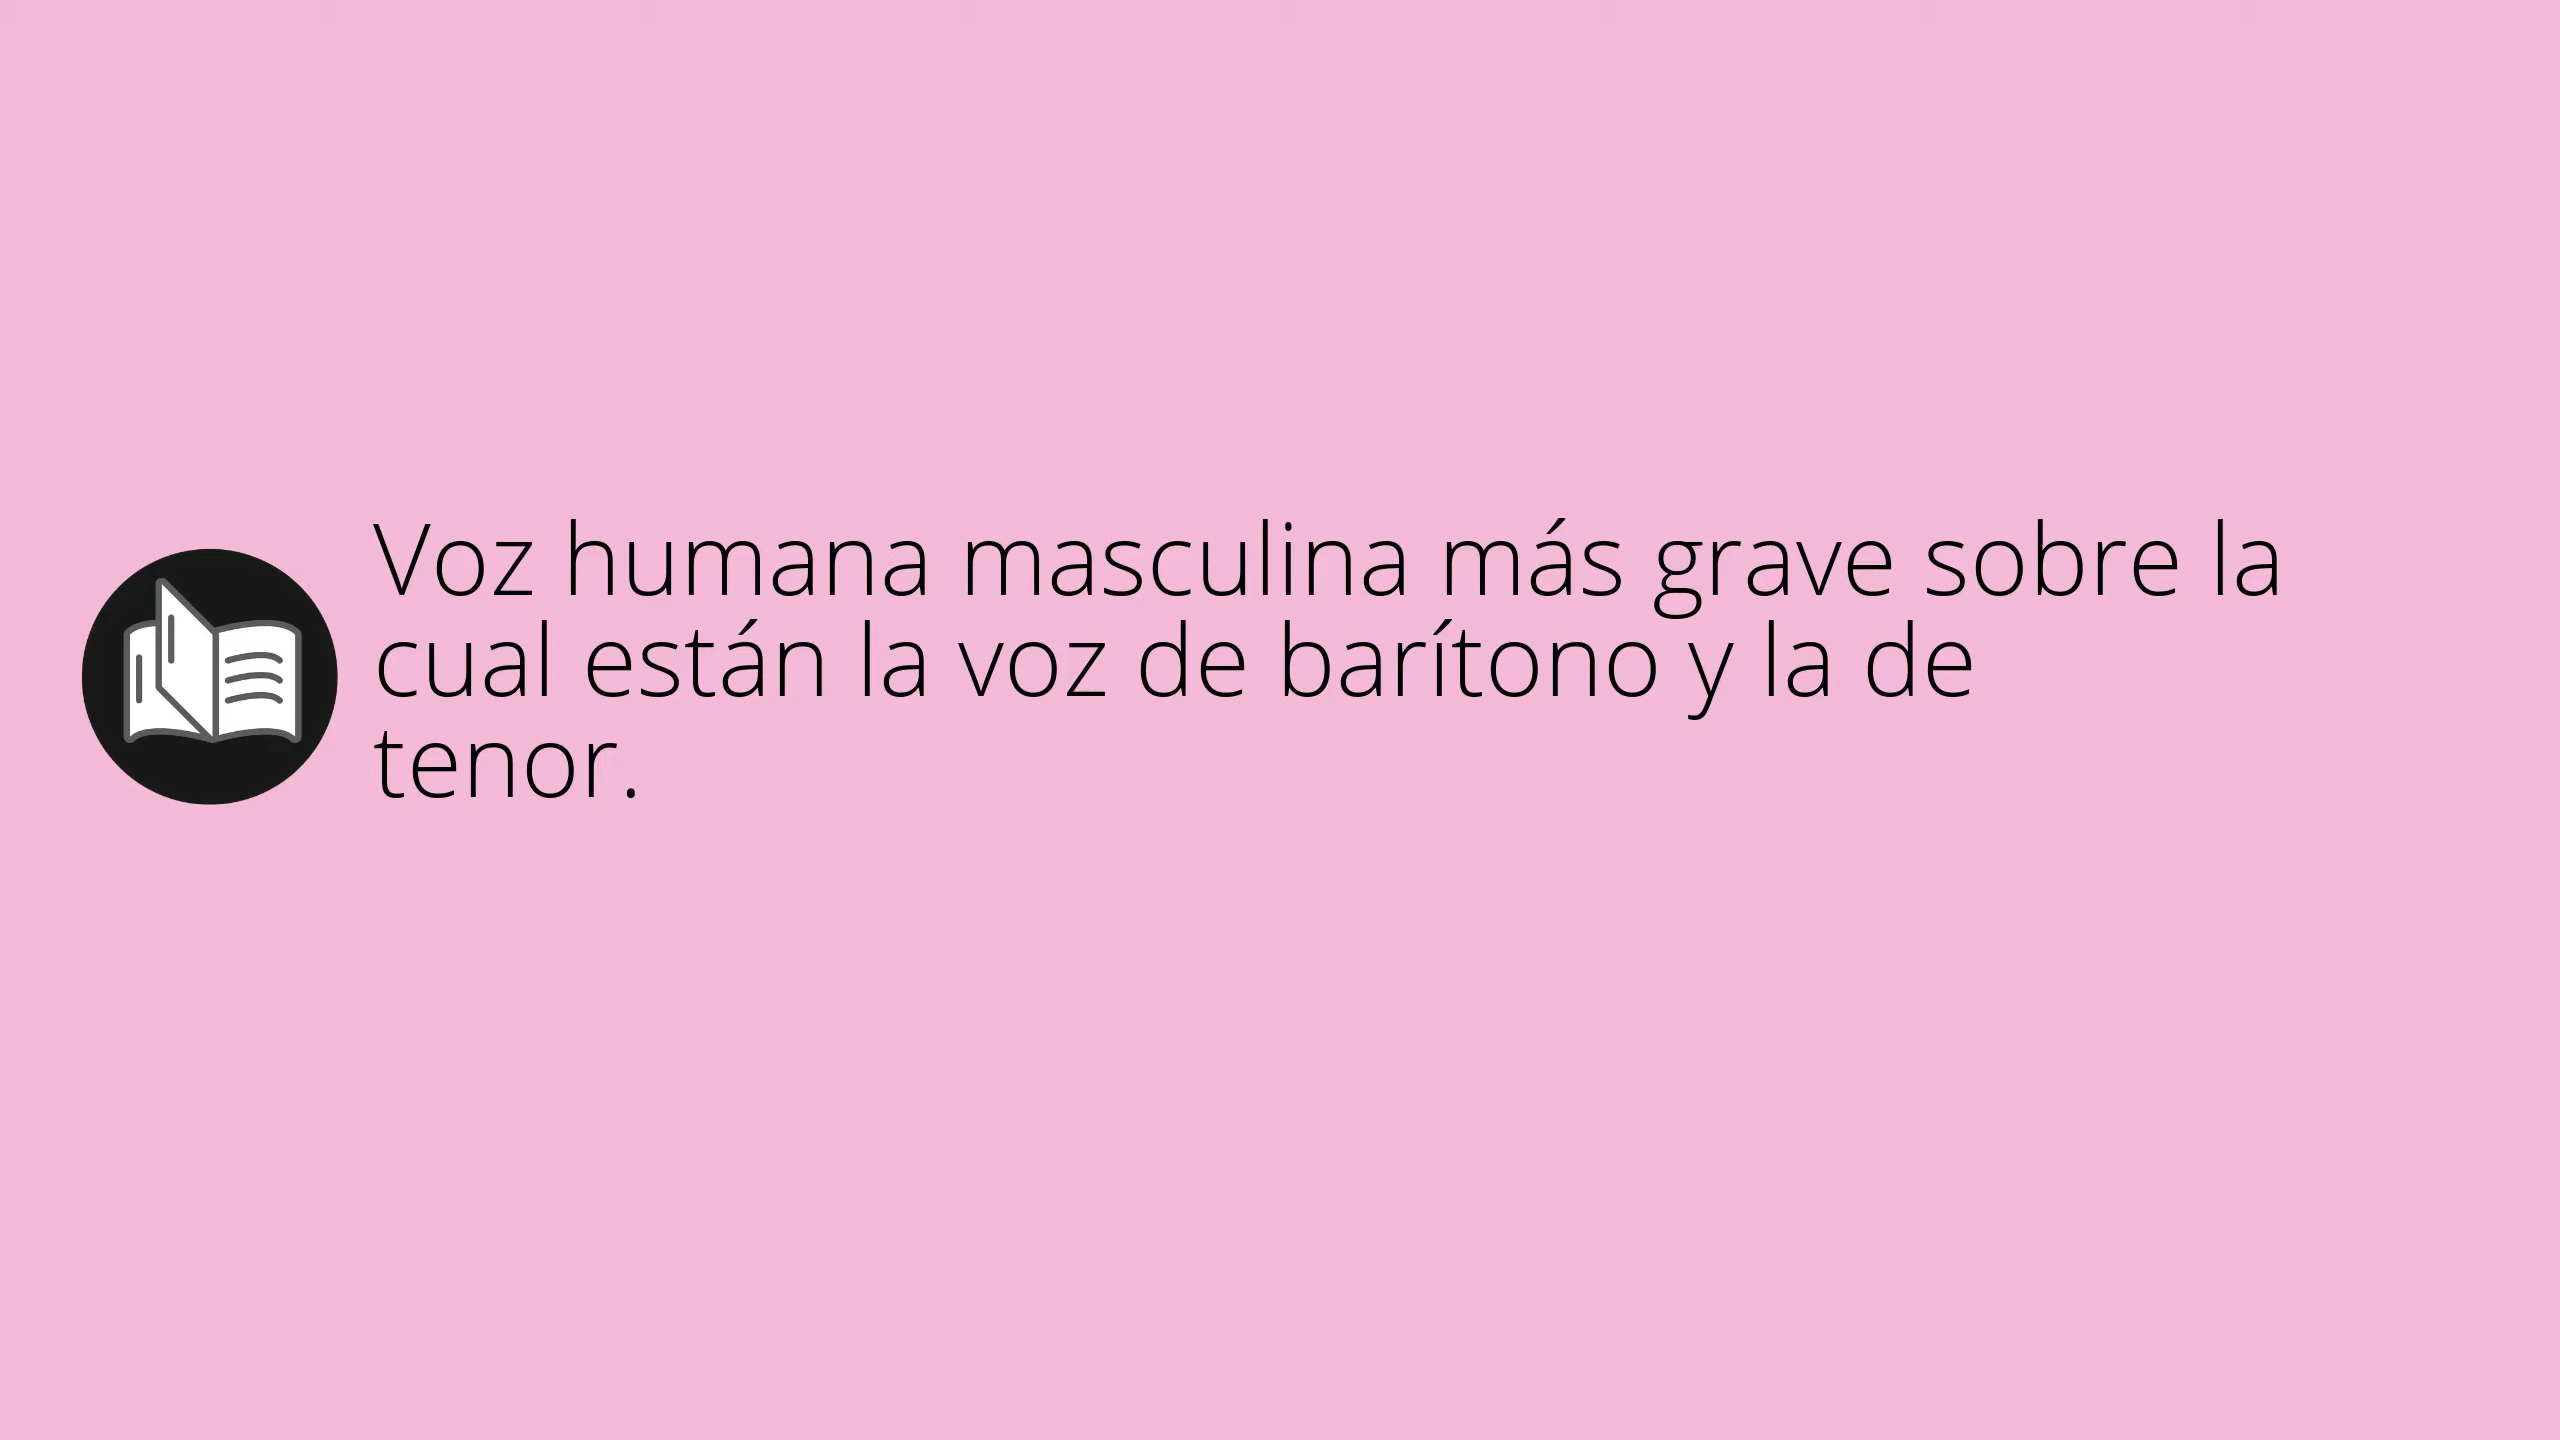 Voz humana masculina más grave sobre la
cual están la voz de barítono y la de
tenor.